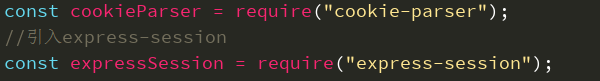 const cookieParser = require("cookie-parser");
//引入express-session
const expressSession = require("express-session");